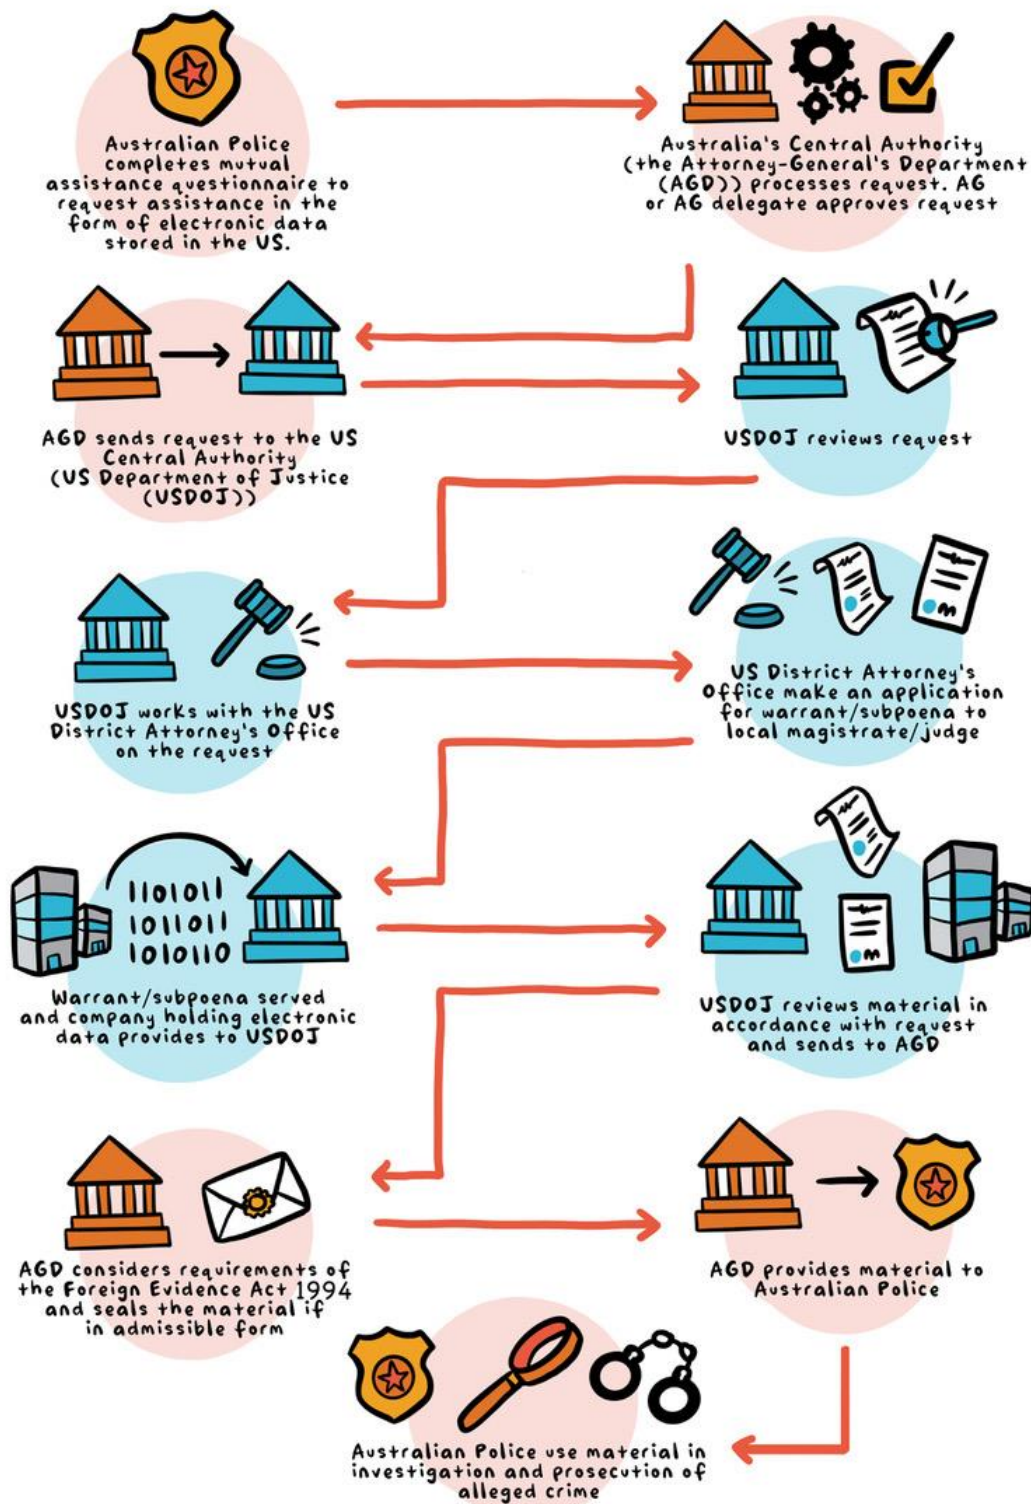 Australian Police
completes mutual
assistance questionnaire to
request assistance in the
form of electronic data
stored in the US.
Australia's Central Authority
(the Attorney-General's Department
(AGD)) processes request. AG
or AG delegate approves request
AGD sends request to the US
Central Authority
(US Department of Justice
(USDOJ))
USDOJ reviews request
USDOJ works with the US
District Attorney's Office
on the request
US District Attorney's
Office make an application
for warrant/subpoena to
local magistrate/judge
1101011
1011011
1010110
Warrant/subpoena served
and company holding electronic
data provides to USDOJ
USDOJ reviews material in
accordance with request
and sends to AGD
AGD considers requirements of
the Foreign Evidence Act 1994
and seals the material if
in admissible form
AGD provides material to
Australian Police
Australian Police use material in
investigation and prosecution of
alleged crime